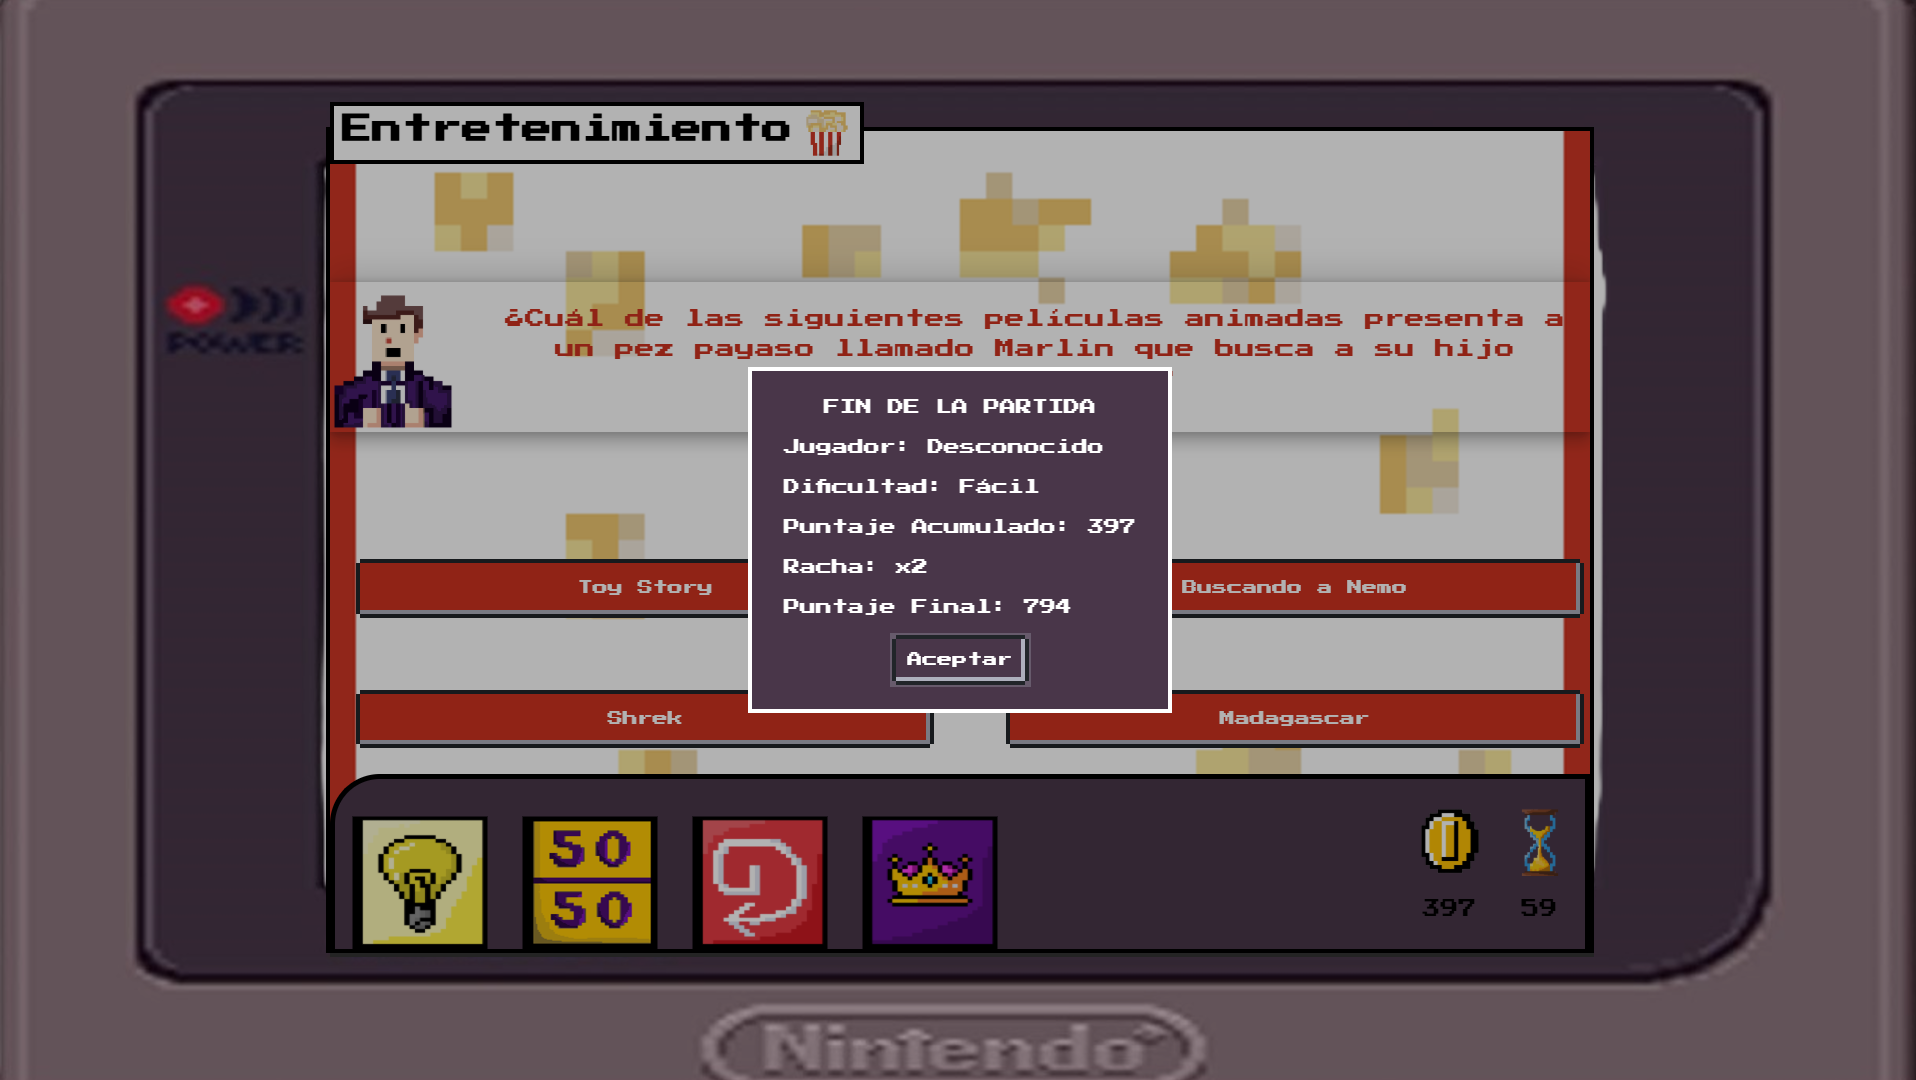 Entretenimiento
POWER
¿Cuál de las siguientes películas animadas presenta a
un pez payaso llamado Marlin que busca a su hijo
FIN DE LA PARTIDA
Jugador: Desconocido
Dificultad: Fácil
Puntaje Acumulado: 397
Racha: x2
Puntaje Final: 794
Aceptar
Toy Story
Buscando a Nemo
Shrek
Madagascar
50
50
397
59
Nintendo